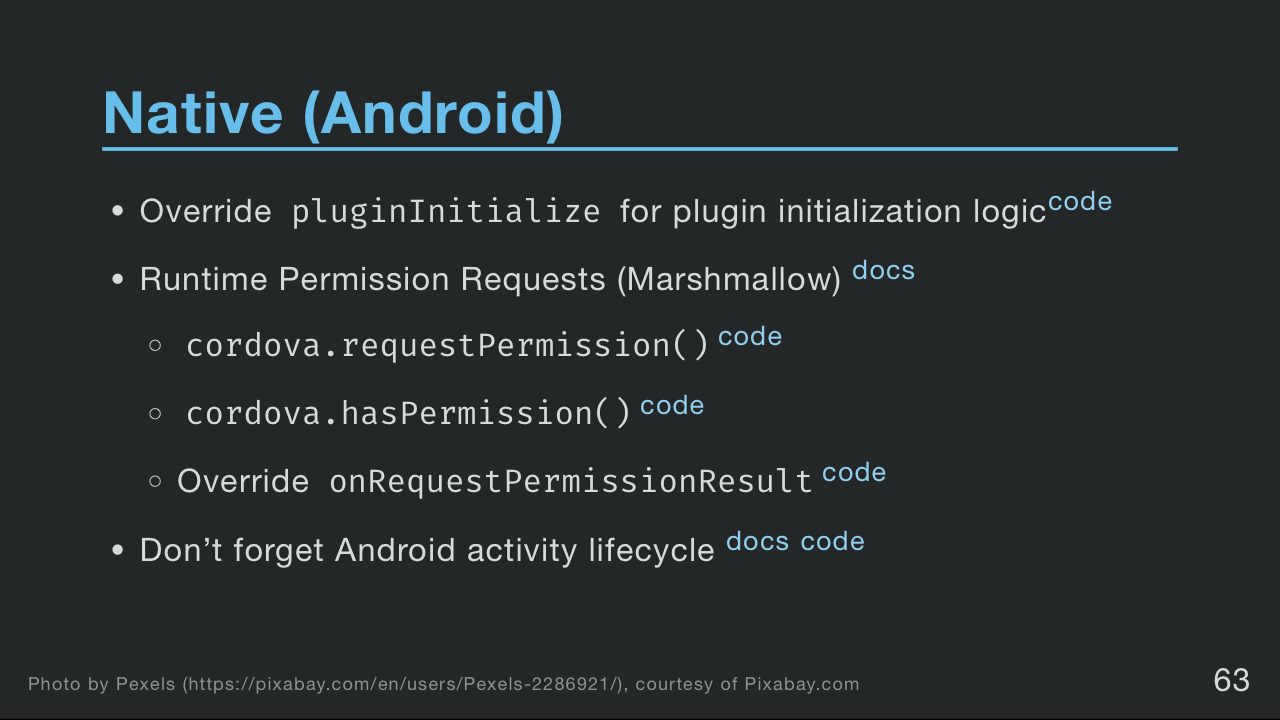 Native (Android)
• Override pluginInitialize for plugin initialization logic code
• Runtime Permission Requests (Marshmallow) docs
◦ cordova.requestPermission() code
◦ cordova.hasPermission() code
◦ Override onRequestPermissionResult code
• Don’t forget Android activity lifecycle docs code
Photo by Pexels (https://pixabay.com/en/users/Pexels-2286921/), courtesy of Pixabay.com
63